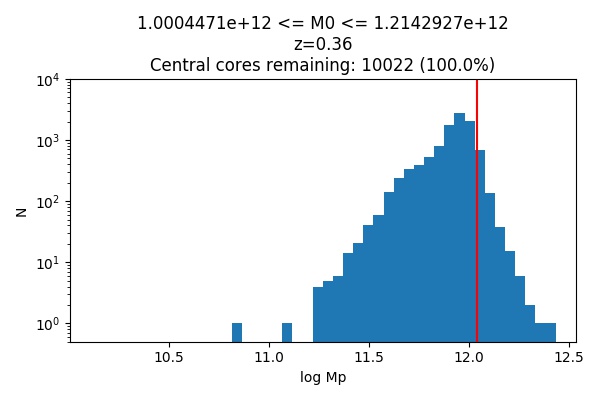 1.0004471e+12 <= M0 <= 1.2142927e+12
z=0.36
Central cores remaining: 10022 (100.0%)
10^4
10^3
10^2
10^1
10^0
N
10.5 11.0 11.5 12.0 12.5
log Mp